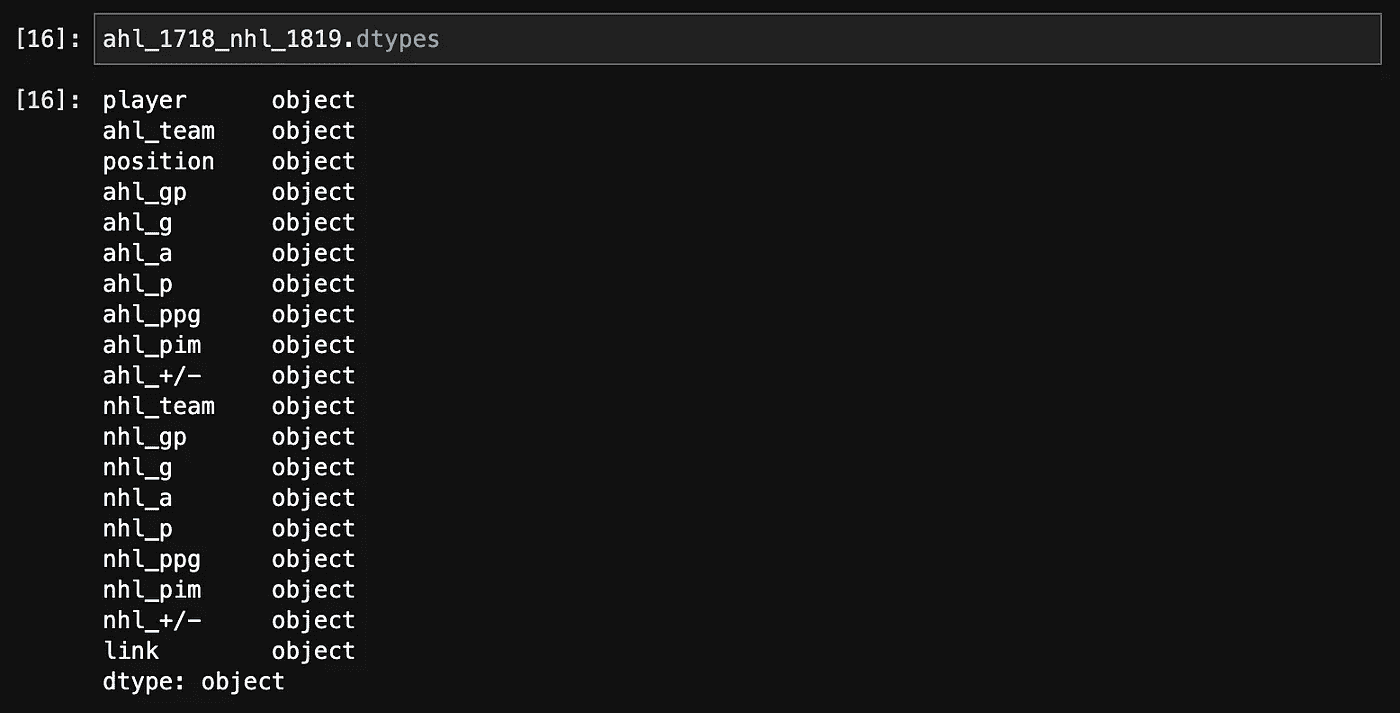 [16]: ahl_1718_nhl_1819.dtypes
[16]: player object
ahl_team object
position object
ahl_gp object
ahl_g object
ahl_a object
ahl_p object
ahl_ppg object
ahl_pim object
ahl_+/- object
nhl_team object
nhl_gp object
nhl_g object
nhl_a object
nhl_p object
nhl_ppg object
nhl_pim object
nhl_+/- object
link object
dtype: object